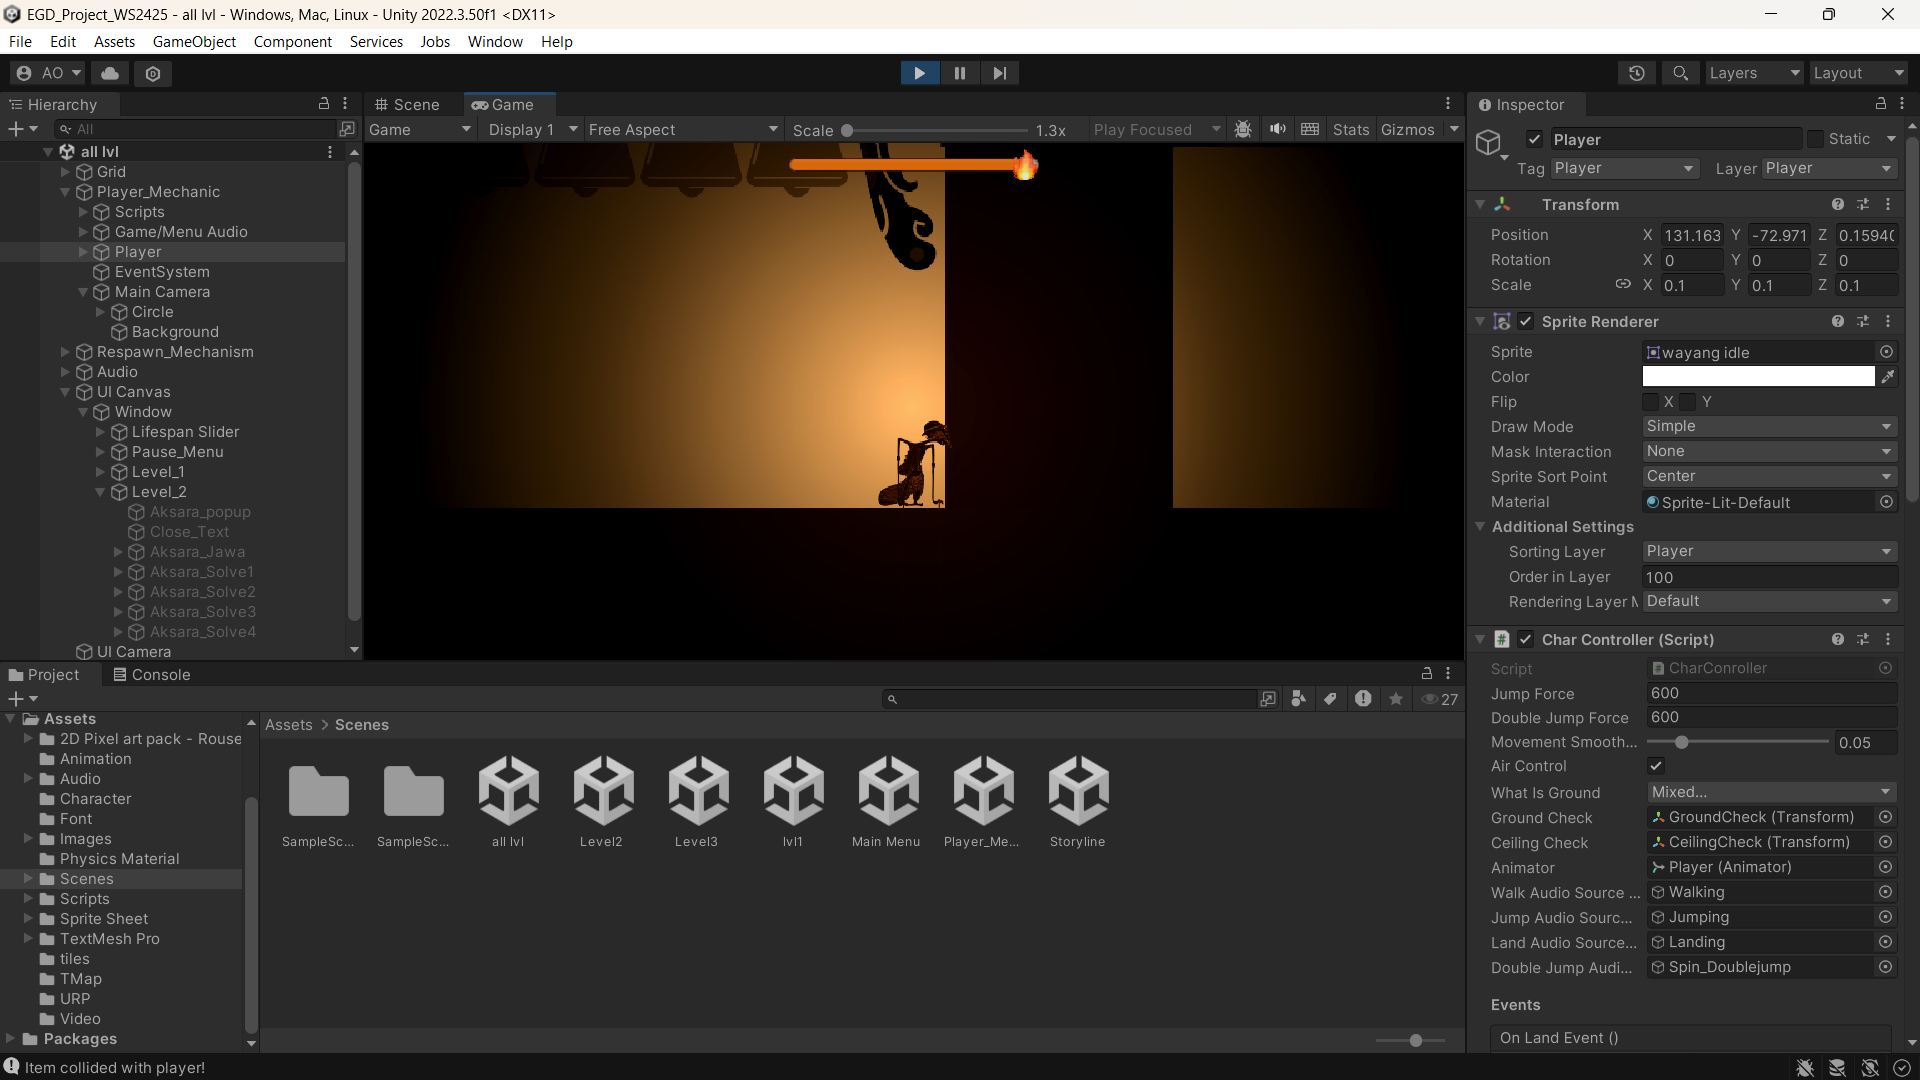 EGD_Project_WS2425 - all lvl - Windows, Mac, Linux - Unity 2022.3.50f1 <DX11>
File Edit Assets GameObject Component Services Jobs Window Help
AO
Layers
Layout
Hierarchy
All
all lvl
Grid
Player_Mechanic
Scripts
Game/Menu Audio
Player
EventSystem
Main Camera
Circle
Background
Respawn_Mechanism
Audio
UI Canvas
Window
Lifespan Slider
Pause_Menu
Level_1
Level_2
Aksara_popup
Close_Text
Aksara_Jawa
Aksara_Solve1
Aksara_Solve2
Aksara_Solve3
Aksara_Solve4
UI Camera
Scene Game
Game Display 1 Free Aspect Scale 1.3x Play Focused Stats Gizmos
Inspector
Player Static
Tag Player Layer Player
Transform
Position X 131.163 Y -72.971 Z 0.1594
Rotation X 0 Y 0 Z 0
Scale X 0.1 Y 0.1 Z 0.1
Sprite Renderer
Sprite wayang idle
Color
Flip X Y
Draw Mode Simple
Mask Interaction None
Sprite Sort Point Center
Material Sprite-Lit-Default
Additional Settings
Sorting Layer Player
Order in Layer 100
Rendering Layer M Default
Char Controller (Script)
Script CharConroller
Jump Force 600
Double Jump Force 600
Movement Smooth... 0.05
Air Control
What Is Ground Mixed...
Ground Check GroundCheck (Transform)
Ceiling Check CeilingCheck (Transform)
Animator Player (Animator)
Walk Audio Source ... Walking
Jump Audio Sourc... Jumping
Land Audio Source... Landing
Double Jump Audi... Spin_Doublejump
Events
On Land Event ()
Project Console
27
Assets
2D Pixel art pack - Rouse
Animation
Audio
Character
Font
Images
Physics Material
Scenes
Scripts
Sprite Sheet
TextMesh Pro
tiles
TMap
URP
Video
Packages
Assets > Scenes
SampleSc... SampleSc... all lvl Level2 Level3 lvl1 Main Menu Player_Me... Storyline
Item collided with player!